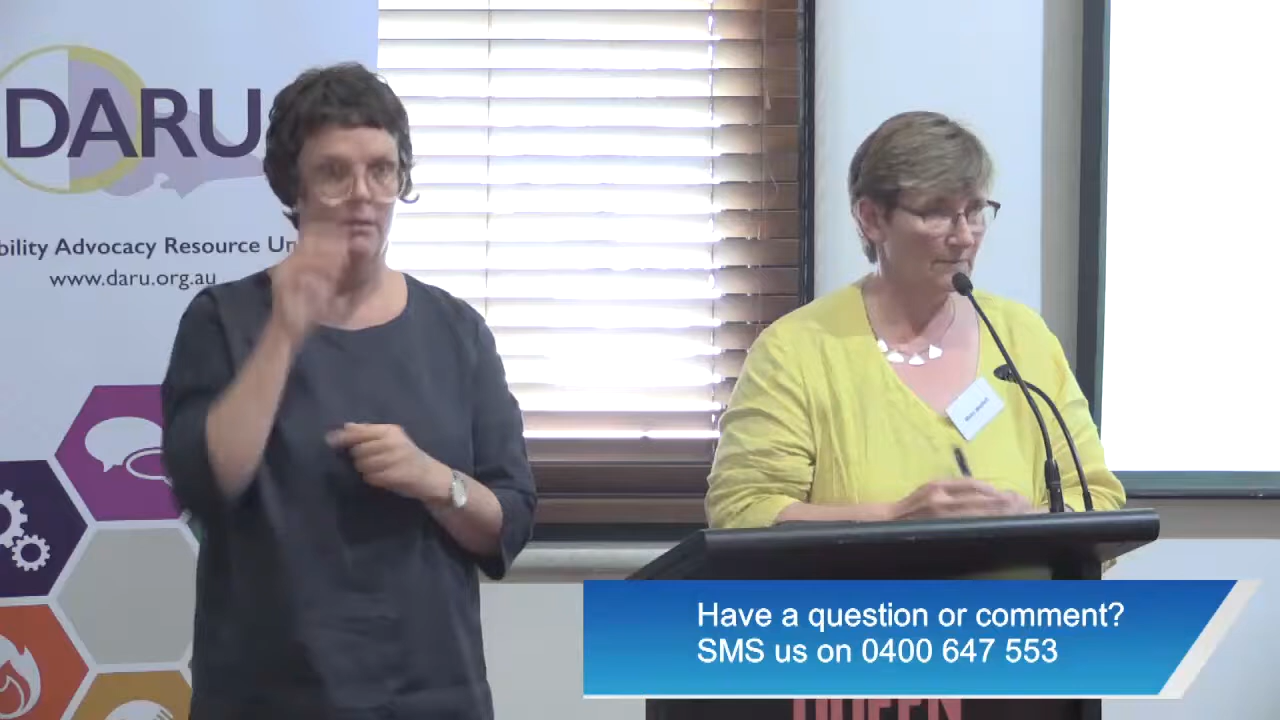 DARU
bility Advocacy Resource Un
www.daru.org.au
Have a question or comment?
SMS us on 0400 647 553
QUEEN